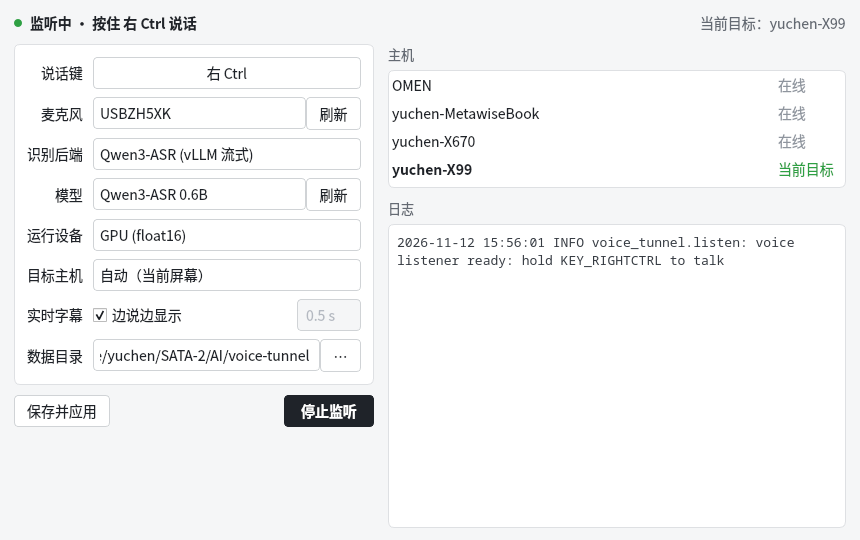 监听中 · 按住 右 Ctrl 说话
当前目标：yuchen-X99
说话键
右 Ctrl
麦克风
USBZH5XK
刷新
识别后端
Qwen3-ASR (vLLM 流式)
模型
Qwen3-ASR 0.6B
刷新
运行设备
GPU (float16)
目标主机
自动（当前屏幕）
实时字幕
边说边显示
0.5 s
数据目录
/yuchen/SATA-2/AI/voice-tunnel
...
保存并应用
停止监听
主机
OMEN 在线
yuchen-MetawiseBook 在线
yuchen-X670 在线
yuchen-X99 当前目标
日志
2026-11-12 15:56:01 INFO voice_tunnel.listen: voice
listener ready: hold KEY_RIGHTCTRL to talk